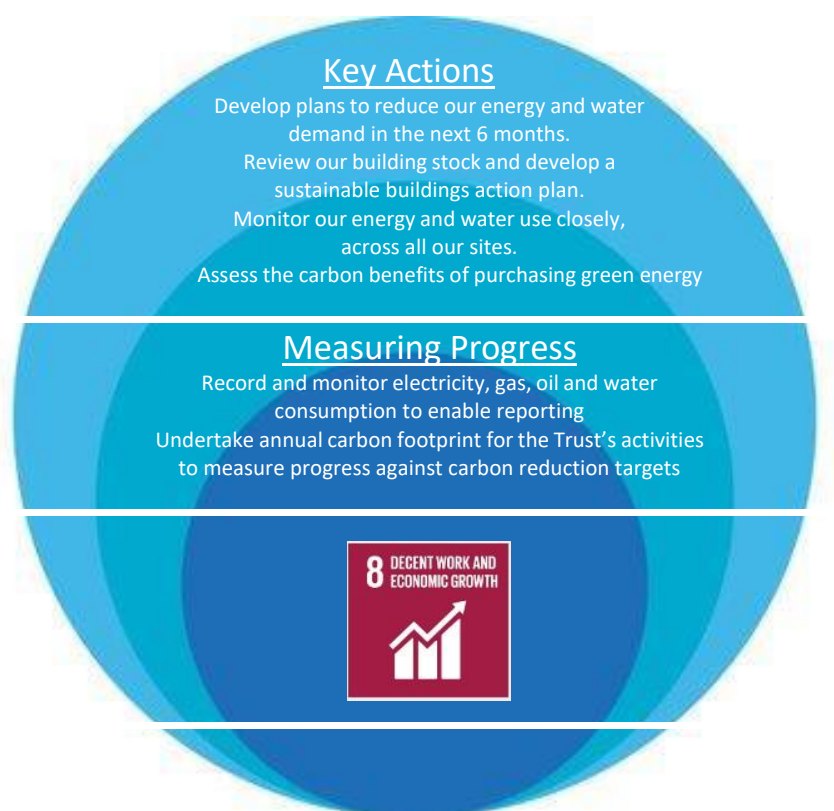 Key Actions
Develop plans to reduce our energy and water
demand in the next 6 months.
Review our building stock and develop a
sustainable buildings action plan.
Monitor our energy and water use closely,
across all our sites.
Assess the carbon benefits of purchasing green energy
Measuring Progress
Record and monitor electricity, gas, oil and water
consumption to enable reporting
Undertake annual carbon footprint for the Trust’s activities
to measure progress against carbon reduction targets
8 DECENT WORK AND
ECONOMIC GROWTH